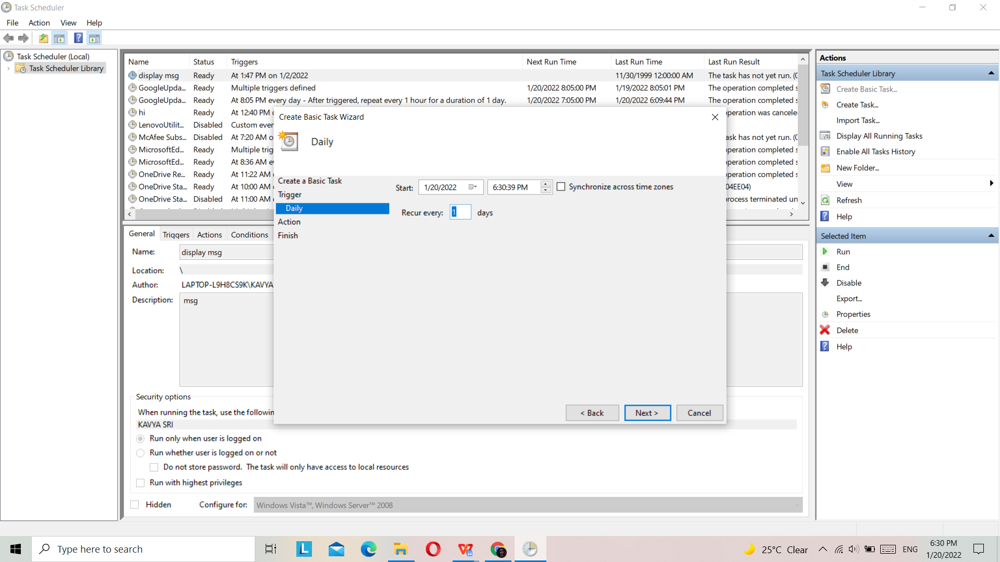 Task Scheduler
File Action View Help
Task Scheduler (Local)
Task Scheduler Library
Name Status Triggers Next Run Time Last Run Time Last Run Result
display msg Ready At 1:47 PM on 1/2/2022 11/30/1999 12:00:00 AM The task has not yet run. (0
GoogleUpda... Ready Multiple triggers defined 1/20/2022 8:05:00 PM 1/19/2022 8:05:01 PM The operation completed s
GoogleUpda... Ready At 8:05 PM every day - After triggered, repeat every 1 hour for a duration of 1 day. 1/20/2022 7:05:00 PM 1/20/2022 6:09:44 PM The operation completed s
hi Ready At 12:40 PM operation was cancele
LenovoUtilit... Disabled Custom ever
McAfee Subs... Disabled At 7:20 AM ask has not yet run. (0
MicrosoftEd... Ready Multiple trig operation completed s
MicrosoftEd... Ready At 8:36 AM operation completed s
OneDrive Re... Ready At 11:22 AM operation completed s
OneDrive Sta... Ready At 10:00 AM 04EE04)
OneDrive Sta... Disabled At 11:00 AM process terminated un
General Triggers Actions Conditions
Name: display msg
Location: \
Author: LAPTOP-L9H8CS9K\KAVYA
Description: msg
Security options
When running the task, use the followin
KAVYA SRI
Run only when user is logged on
Run whether user is logged on or not
Do not store password. The task will only have access to local resources
Run with highest privileges
Hidden Configure for: Windows Vista™, Windows Server™ 2008
Create Basic Task Wizard
Daily
Create a Basic Task
Trigger
Daily
Action
Finish
Start: 1/20/2022 6:30:39 PM Synchronize across time zones
Recur every: 1 days
< Back Next > Cancel
Actions
Task Scheduler Library
Create Basic Task...
Create Task...
Import Task...
Display All Running Tasks
Enable All Tasks History
New Folder...
View
Refresh
Help
Selected Item
Run
End
Disable
Export...
Properties
Delete
Help
Type here to search
L
25°C Clear
ENG
6:30 PM
1/20/2022